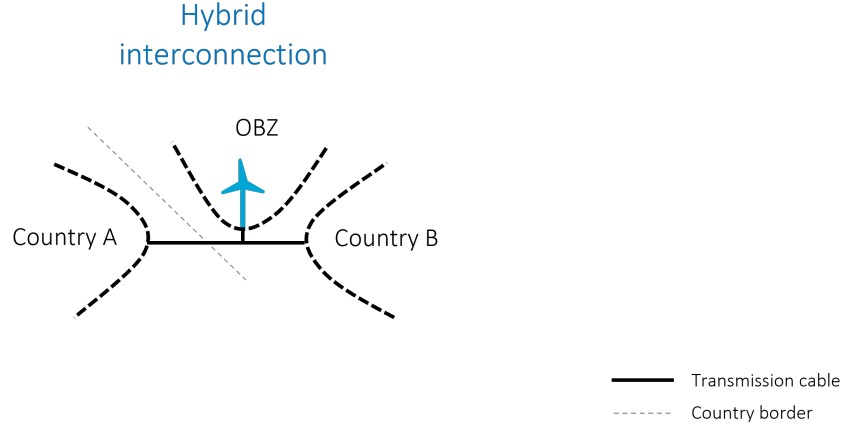 Hybrid
interconnection
OBZ
Country A
Country B
Transmission cable
Country border